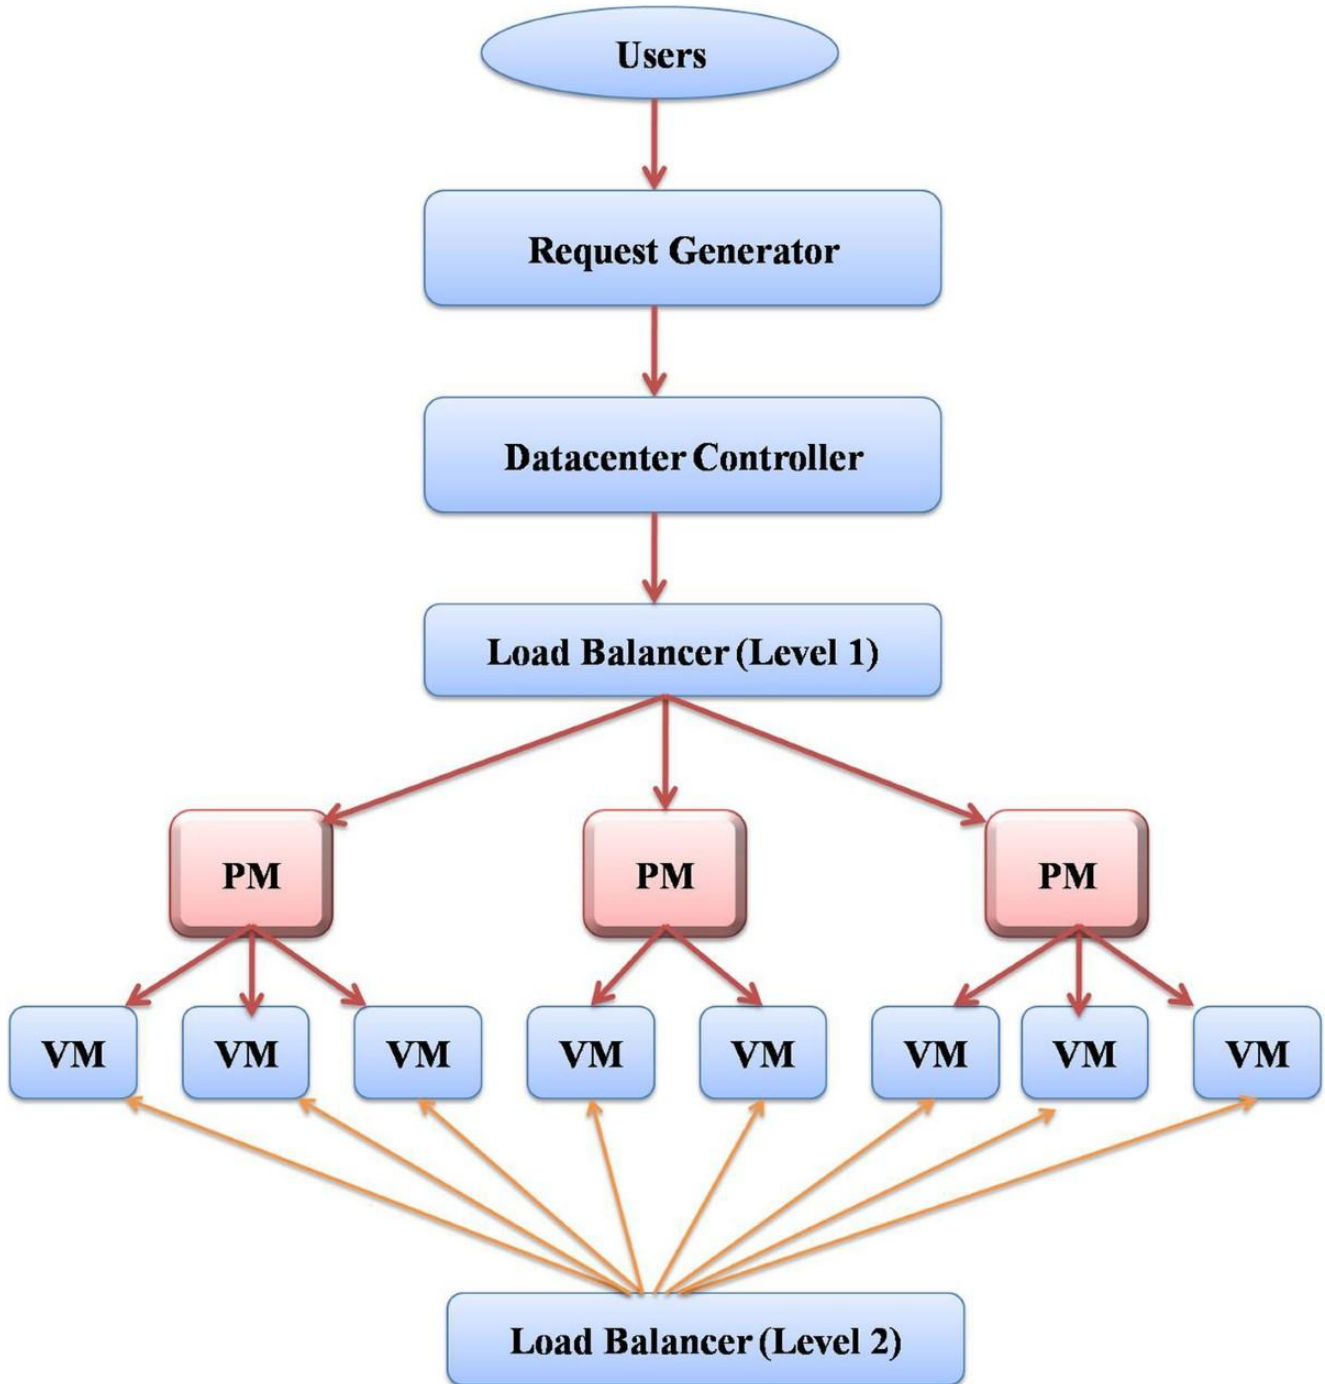 Users
Request Generator
Datacenter Controller
Load Balancer (Level 1)
PM
PM
PM
VM
VM
VM
VM
VM
VM
VM
VM
Load Balancer (Level 2)